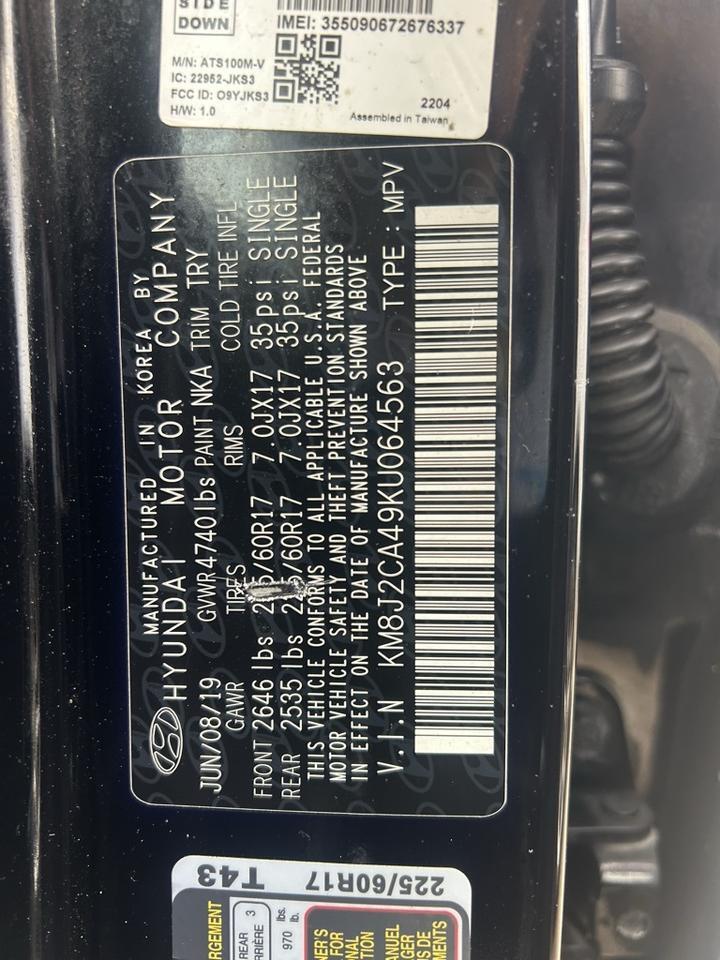 SIDE
DOWN
IMEI: 355090672676337
M/N: ATS100M-V
IC: 22952-JKS3
FCC ID: O9YJKS3
H/W: 1.0
2204
Assembled in Taiwan
MANUFACTURED IN KOREA BY
HYUNDAI MOTOR COMPANY
JUN/08/19 GVWR 4740lbs PAINT NKA TRIM TRY
GAWR TIRES RIMS COLD TIRE INFL
FRONT 2646 lbs 225/60R17 7.0JX17 35psi SINGLE
REAR 2535 lbs 225/60R17 7.0JX17 35psi SINGLE
THIS VEHICLE CONFORMS TO ALL APPLICABLE U.S.A. FEDERAL
MOTOR VEHICLE SAFETY AND THEFT PREVENTION STANDARDS
IN EFFECT ON THE DATE OF MANUFACTURE SHOWN ABOVE
V.I.N KM8J2CA49KU064563 TYPE : MPV
T43
225/60R17
REAR 3
970 lbs.